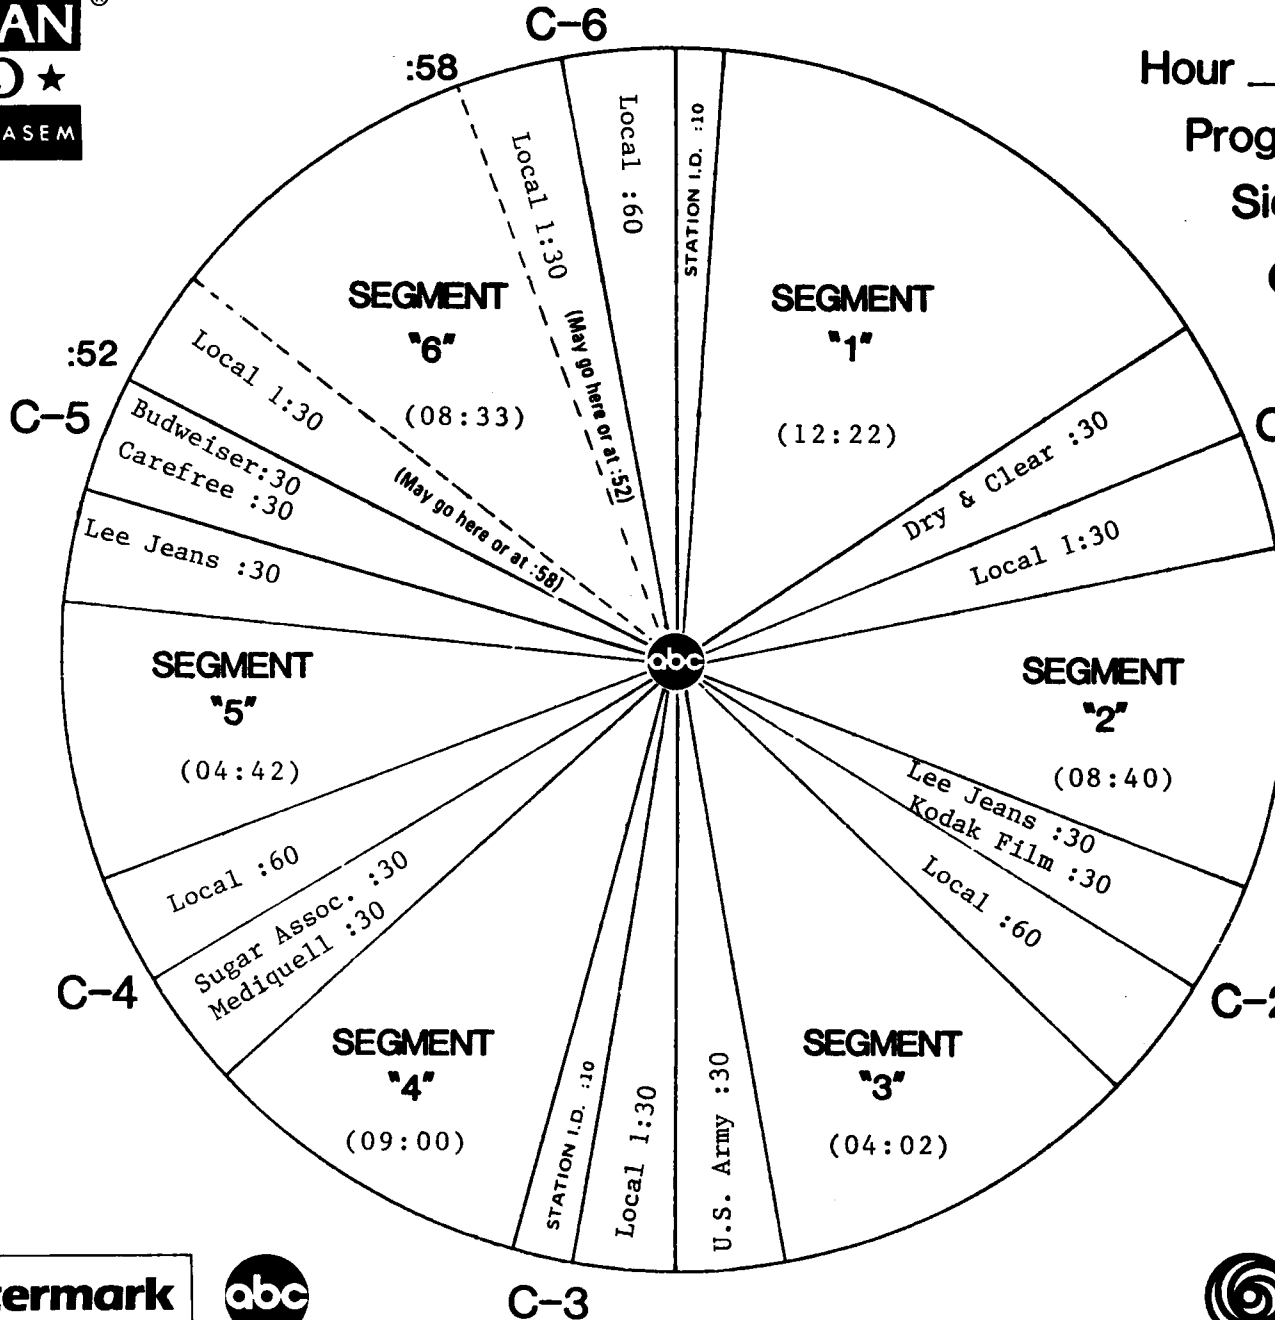 AN
®
ASEM
C-6
:58
Hour
Local :60
STATION I.D. :10
Local 1:30
(May go here or at :52)
SEGMENT
"1"
(12:22)
Dry & Clear :30
Local 1:30
SEGMENT
"2"
(08:40)
Lee Jeans :30
Kodak Film :30
C-2
Local :60
SEGMENT
"3"
(04:02)
U.S. Army :30
C-3
Local 1:30
STATION I.D. :10
SEGMENT
"4"
(09:00)
Sugar Assoc. :30
Mediquell :30
C-4
Local :60
SEGMENT
"5"
(04:42)
Lee Jeans :30
Budweiser:30
Carefree :30
C-5
:52
Local 1:30
(May go here or at :58)
SEGMENT
"6"
(08:33)
abc
termark
abc